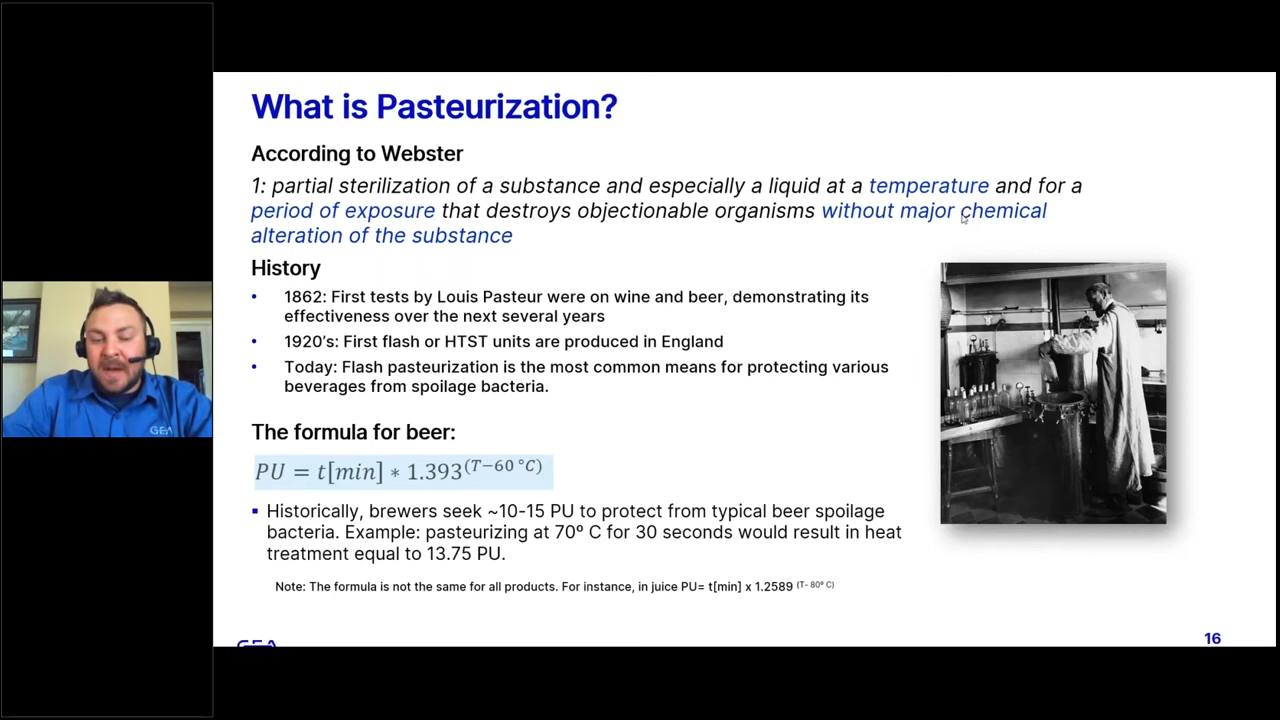 What is Pasteurization?
According to Webster
1: partial sterilization of a substance and especially a liquid at a temperature and for a
period of exposure that destroys objectionable organisms without major chemical
alteration of the substance
History
• 1862: First tests by Louis Pasteur were on wine and beer, demonstrating its
effectiveness over the next several years
• 1920's: First flash or HTST units are produced in England
• Today: Flash pasteurization is the most common means for protecting various
beverages from spoilage bacteria.
The formula for beer:
PU = t[min] ∗ 1.393^(T−60 °C)
▪ Historically, brewers seek ~10-15 PU to protect from typical beer spoilage
bacteria. Example: pasteurizing at 70º C for 30 seconds would result in heat
treatment equal to 13.75 PU.
Note: The formula is not the same for all products. For instance, in juice PU= t[min] x 1.2589 (T- 80º C)
GEA
16
GEA